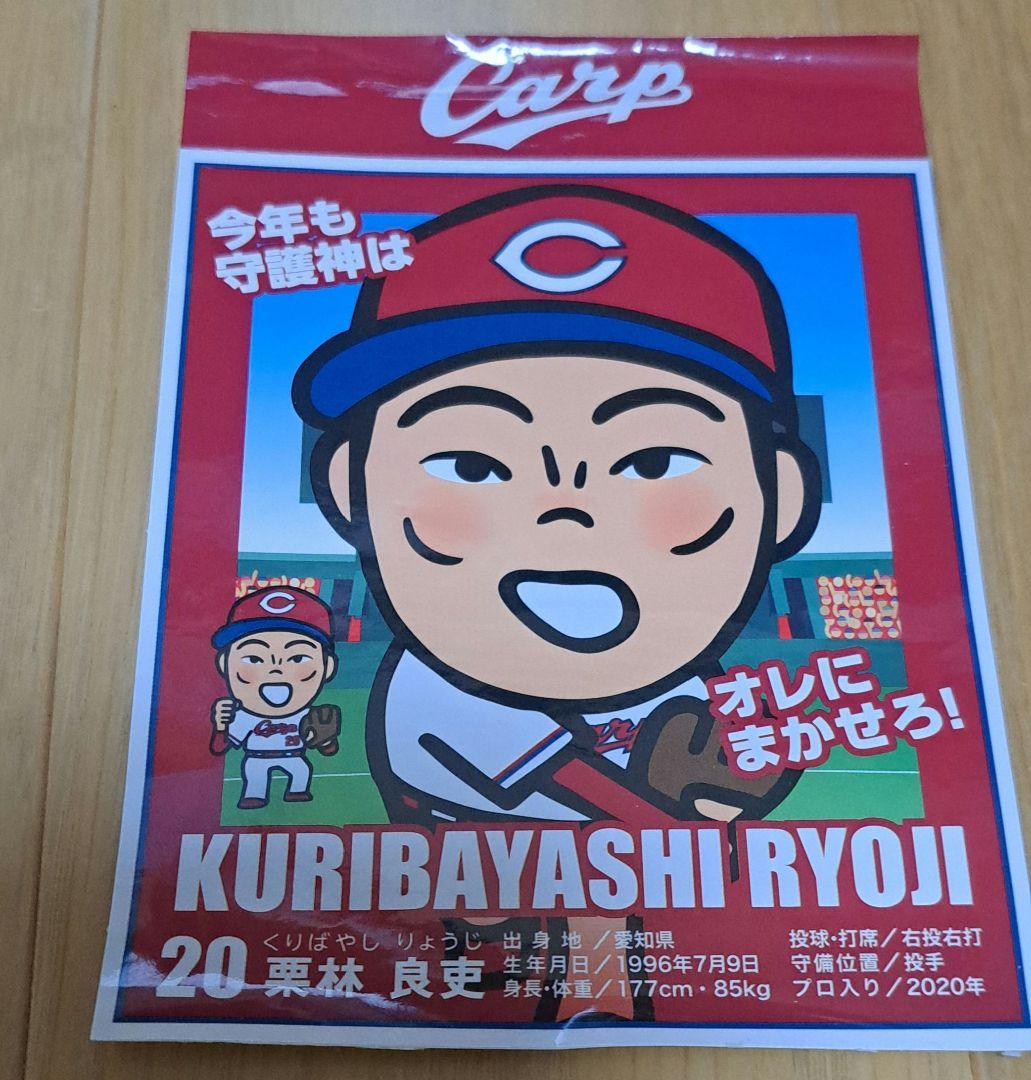 Carp
今年も
守護神は
C
C
Carp
20
オレに
まかせろ!
KURIBAYASHI RYOJI
20
くりばやし りょうじ
栗林 良吏
出身地/愛知県
生年月日/1996年7月9日
身長・体重/177cm・85kg
投球・打席/右投右打
守備位置/投手
プロ入り/2020年